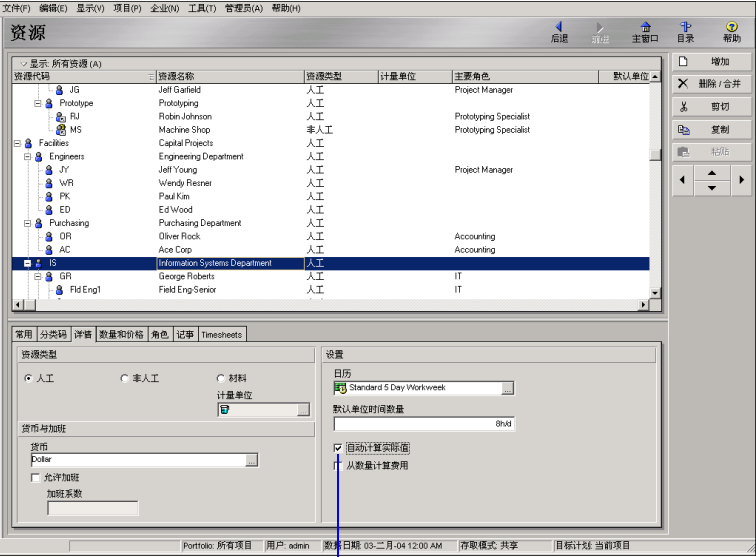 文件(F) 编辑(E) 显示(V) 项目(P) 企业(N) 工具(T) 管理员(A) 帮助(H)
资源
后退 主窗口 目录 帮助
显示: 所有资源 (A)
资源代码 资源名称 资源类型 计量单位 主要角色 默认单位
JG Jeff Garfield 人工 Project Manager
Prototype Prototyping 人工
RJ Robin Johnson 人工 Prototyping Specialist
MS Machine Shop 非人工 Prototyping Specialist
Facilities Capital Projects 人工
Engineers Engineering Department 人工
JY Jeff Young 人工 Project Manager
WR Wendy Resner 人工
PK Paul Kim 人工
ED Ed Wood 人工
Purchasing Purchasing Department 人工
OR Oliver Rock 人工 Accounting
AC Ace Corp 人工 Accounting
IS Information Systems Department 人工
GR George Roberts 人工 IT
Fld Eng1 Field Eng-Senior 人工 IT
增加
删除/合并
剪切
复制
粘贴
常用 分类码 详情 数量和价格 角色 记事 Timesheets
资源类型
人工 非人工 材料
计量单位
货币与加班
货币
Dollar
允许加班
加班系数
设置
日历
Standard 5 Day Workweek
默认单位时间数量
8h/d
自动计算实际值
从数量计算费用
Portfolio: 所有项目 用户: admin 数据日期: 03-二月-04 12:00 AM 存取模式: 共享 目标计划: 当前项目